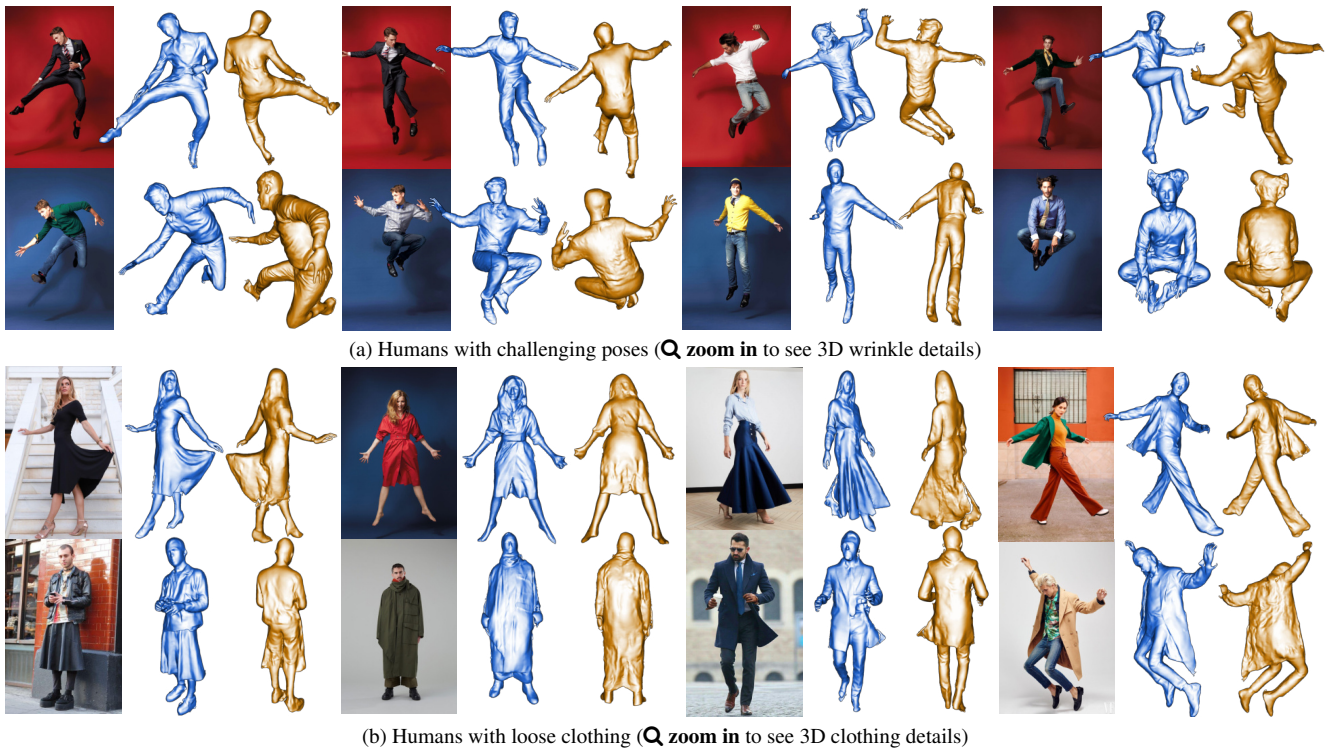 (a) Humans with challenging poses (zoom in to see 3D wrinkle details)
(b) Humans with loose clothing (zoom in to see 3D clothing details)